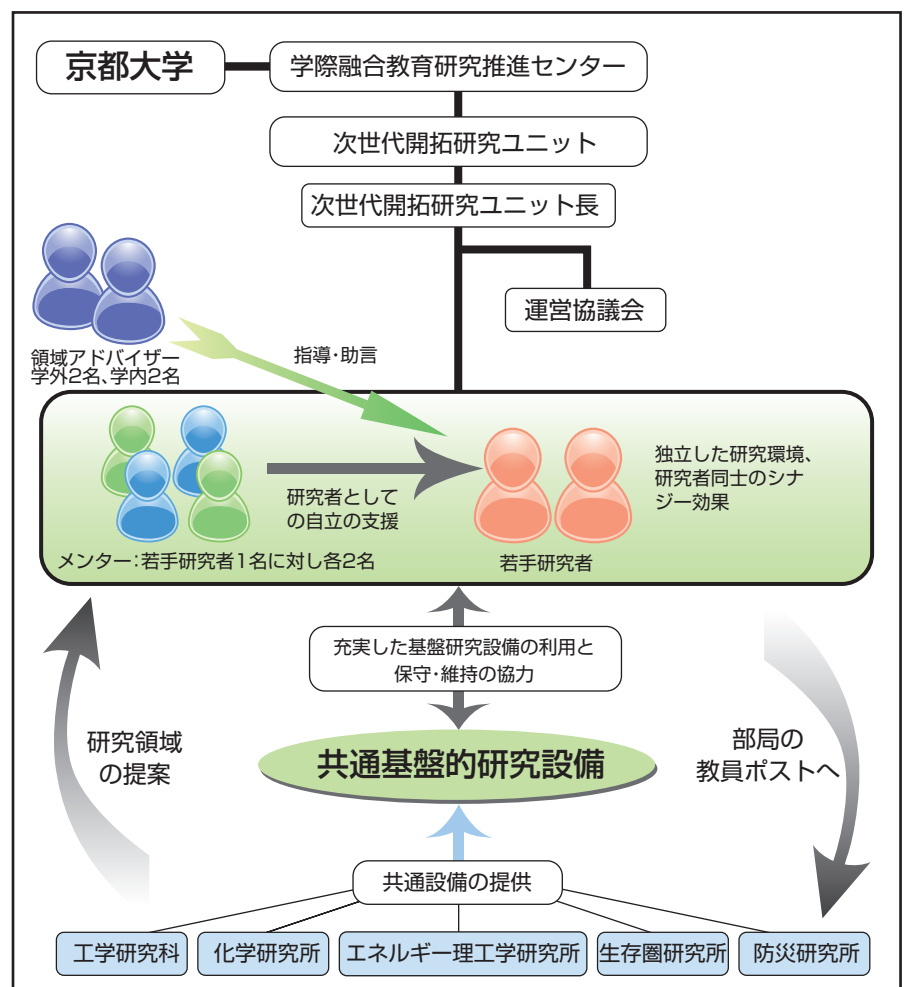 京都大学
学際融合教育研究推進センター
次世代開拓研究ユニット
次世代開拓研究ユニット長
運営協議会
領域アドバイザー
学外2名、学内2名
指導・助言
研究者として
の自立の支援
独立した研究環境、
研究者同士のシナ
ジー効果
メンター：若手研究者1名に対し各2名
若手研究者
充実した基盤研究設備の利用と
保守・維持の協力
研究領域
の提案
共通基盤的研究設備
部局の
教員ポストへ
共通設備の提供
工学研究科
化学研究所
エネルギー理工学研究所
生存圏研究所
防災研究所